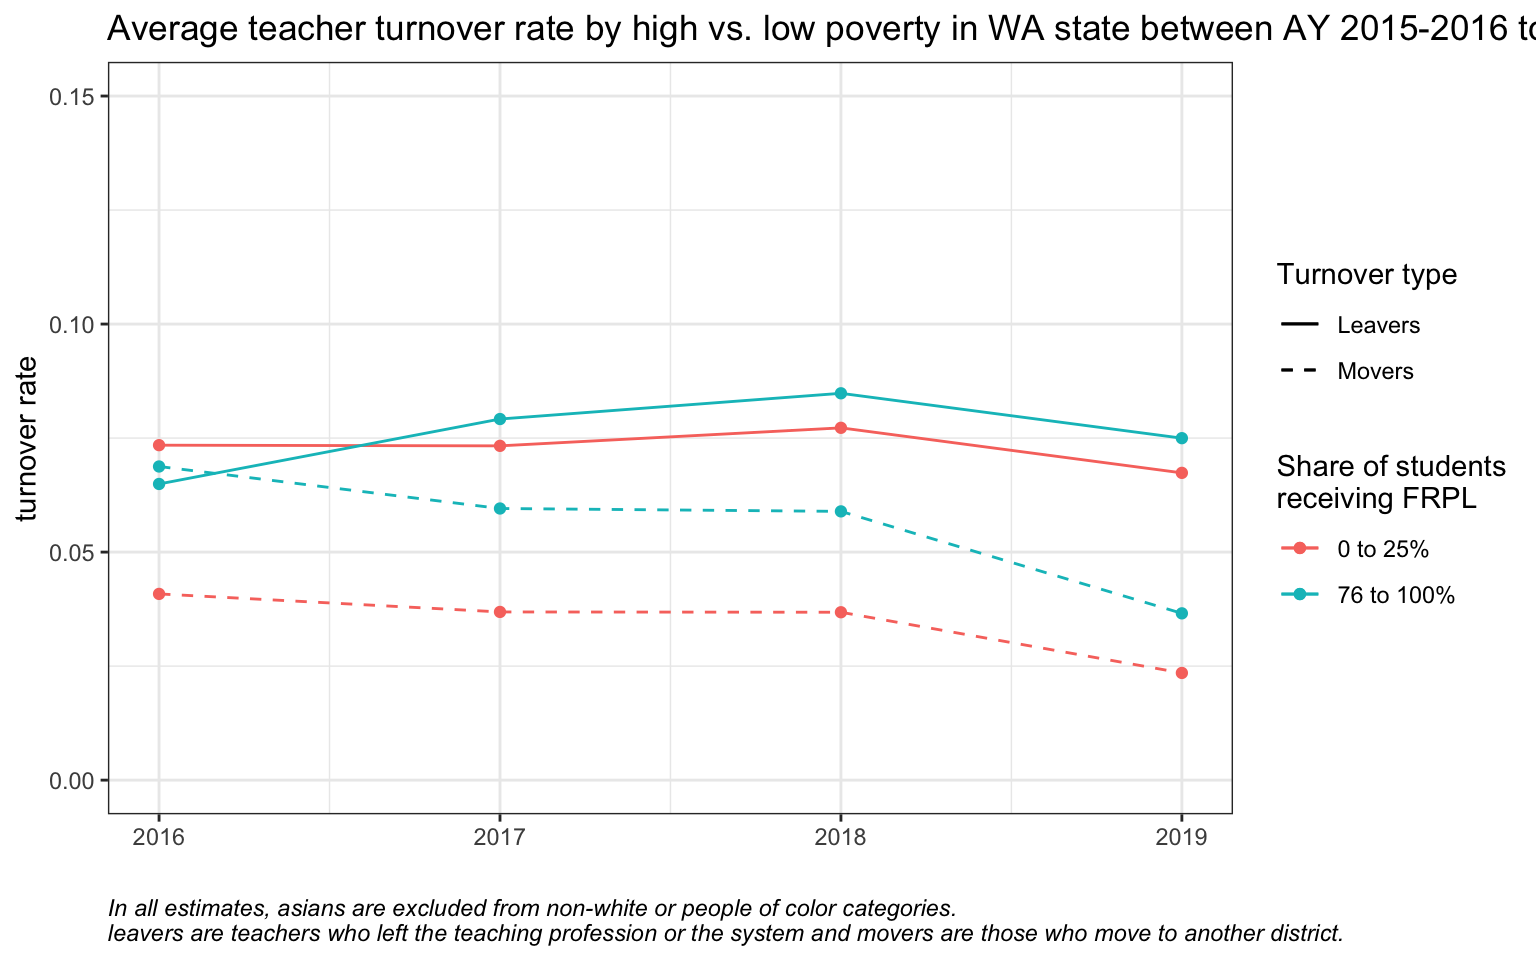 Average teacher turnover rate by high vs. low poverty in WA state between AY 2015-2016 to
0.15
0.10
0.05
0.00
turnover rate
2016
2017
2018
2019
Turnover type
Leavers
Movers
Share of students
receiving FRPL
0 to 25%
76 to 100%
In all estimates, asians are excluded from non-white or people of color categories.
leavers are teachers who left the teaching profession or the system and movers are those who move to another district.